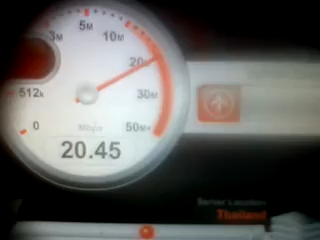 5M
3M
10M
20
512k
30M
0
Mbps
50M+
20.45
Server Location
Thailand